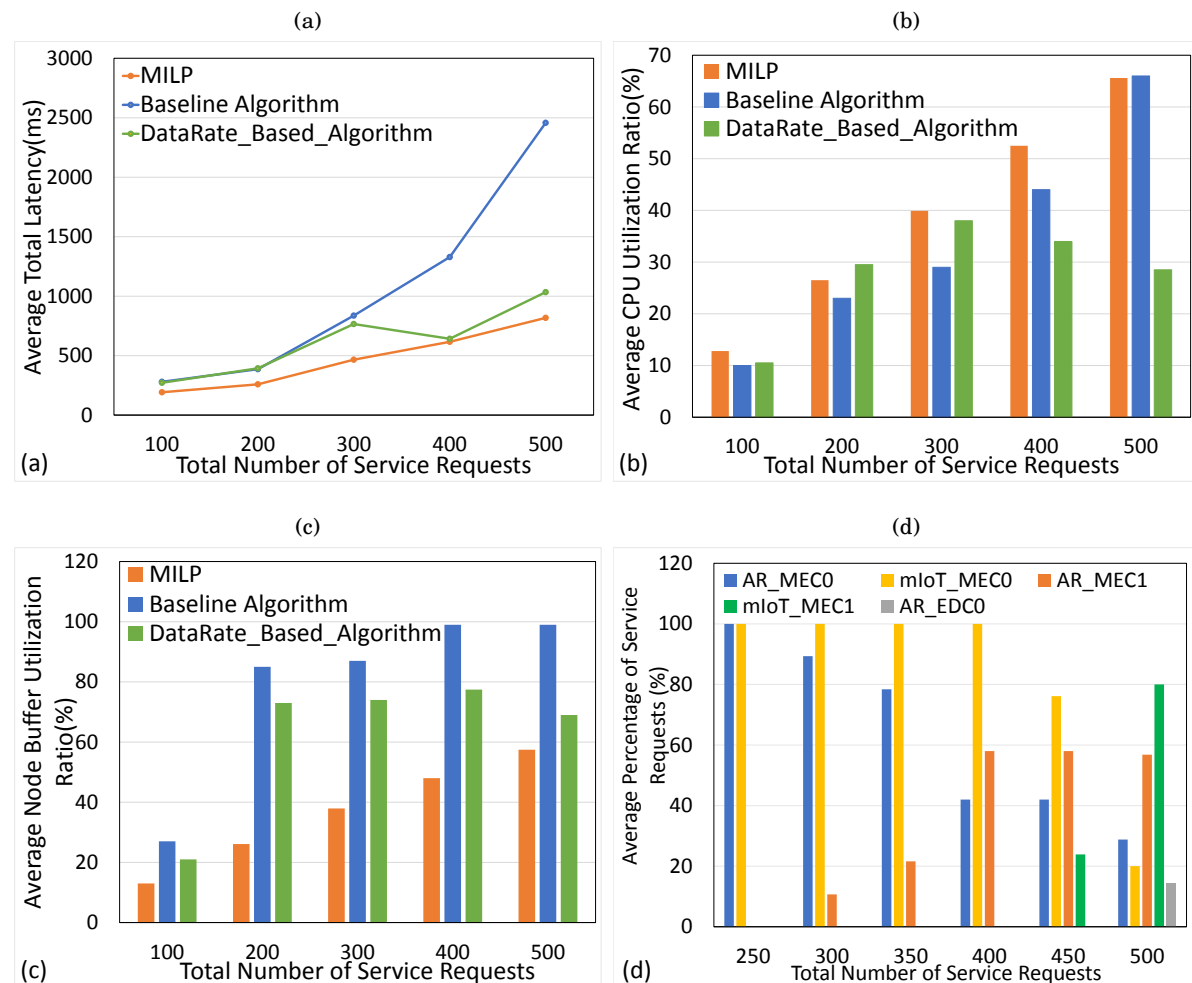 (a)
3000
2500
2000
1500
1000
500
0
Average Total Latency(ms)
MILP
Baseline Algorithm
DataRate_Based_Algorithm
100 200 300 400 500
Total Number of Service Requests
(a)
(b)
70
60
50
40
30
20
10
0
Average CPU Utilization Ratio(%)
MILP
Baseline Algorithm
DataRate_Based_Algorithm
100 200 300 400 500
Total Number of Service Requests
(b)
(c)
120
100
80
60
40
20
0
Average Node Buffer Utilization
Ratio(%)
MILP
Baseline Algorithm
DataRate_Based_Algorithm
100 200 300 400 500
Total Number of Service Requests
(c)
(d)
120
100
80
60
40
20
0
Average Percentage of Service
Requests (%)
AR_MEC0 mIoT_MEC0 AR_MEC1
mIoT_MEC1 AR_EDC0
250 300 350 400 450 500
Total Number of Service Requests
(d)